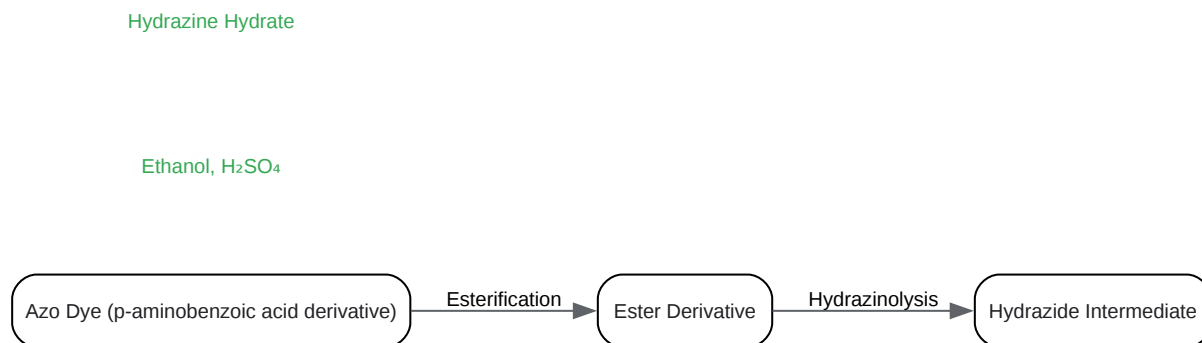 Hydrazine Hydrate
Ethanol, H₂SO₄
Azo Dye (p-aminobenzoic acid derivative)
Esterification
Ester Derivative
Hydrazinolysis
Hydrazide Intermediate